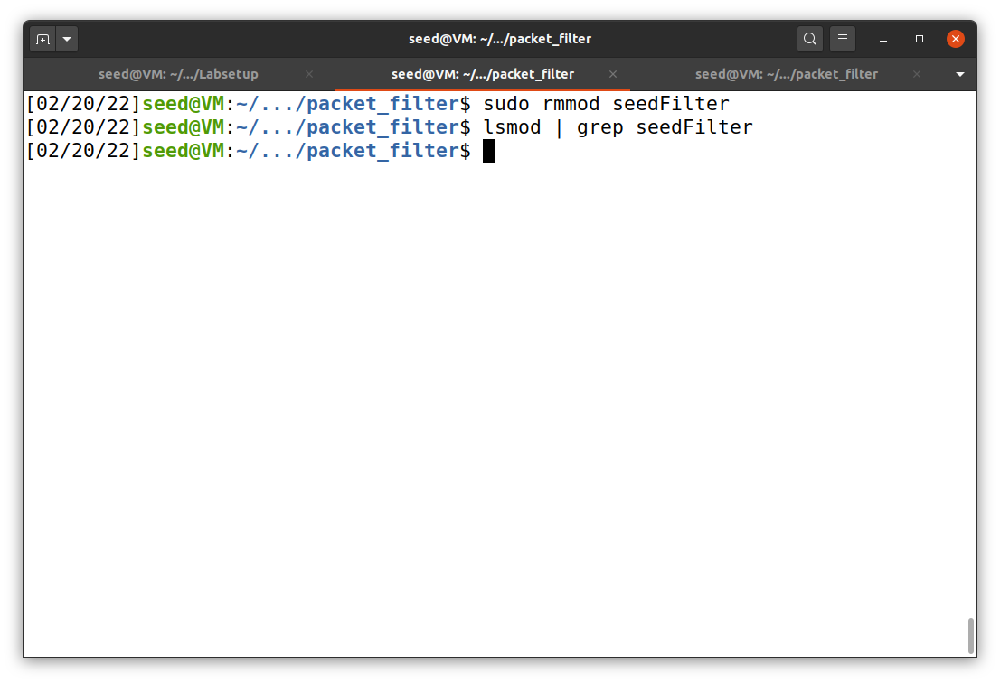 seed@VM: ~/.../packet_filter
seed@VM: ~/.../Labsetup
seed@VM: ~/.../packet_filter
seed@VM: ~/.../packet_filter
[02/20/22]seed@VM:~/.../packet_filter$ sudo rmmod seedFilter
[02/20/22]seed@VM:~/.../packet_filter$ lsmod | grep seedFilter
[02/20/22]seed@VM:~/.../packet_filter$